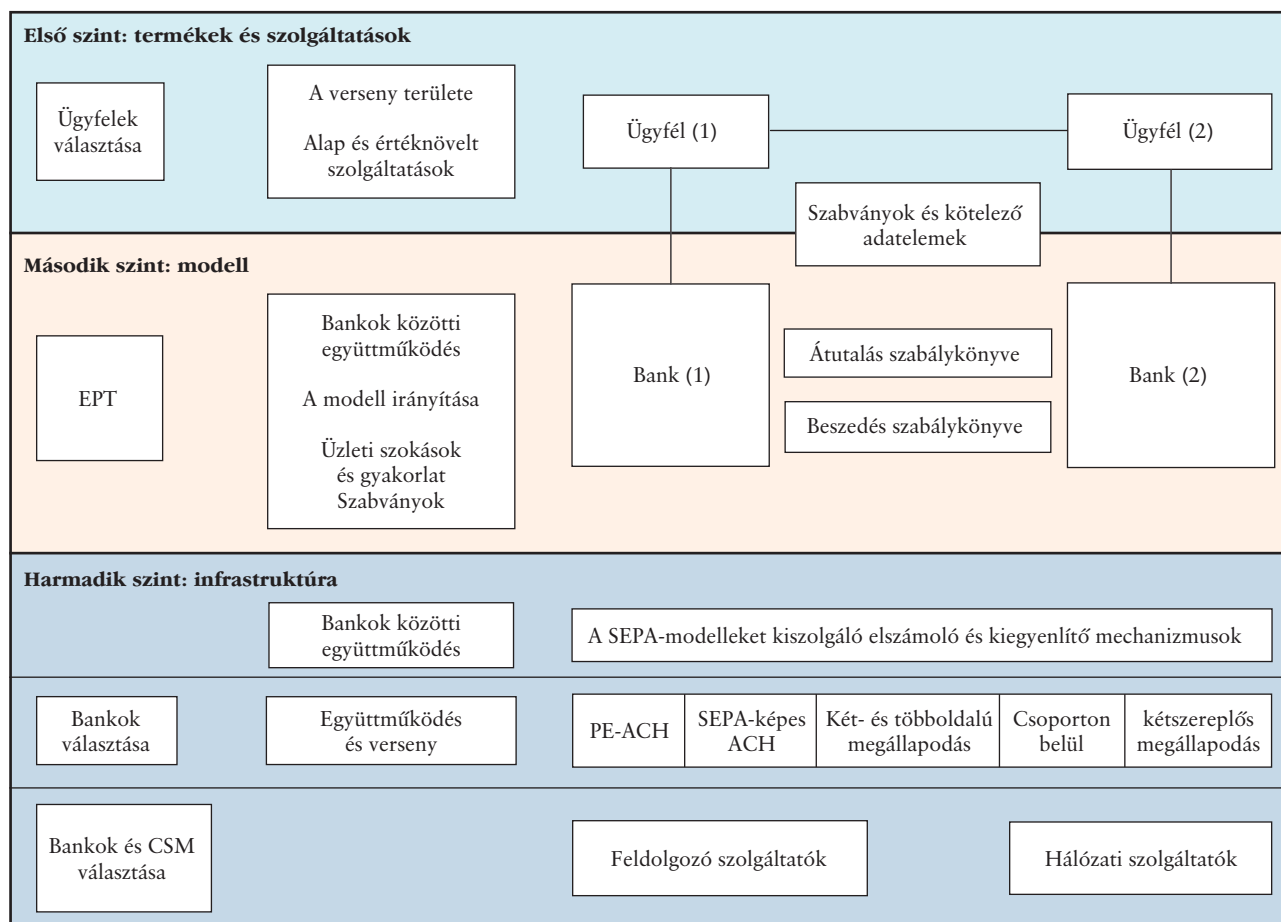 Első szint: termékek és szolgáltatások
Ügyfelek
választása
A verseny területe
Alap és értéknövelt
szolgáltatások
Ügyfél (1)
Ügyfél (2)
Szabványok és kötelező
adatelemek
Második szint: modell
EPT
Bankok közötti
együttműködés
A modell irányítása
Üzleti szokások
és gyakorlat
Szabványok
Bank (1)
Átutalás szabálykönyve
Beszedés szabálykönyve
Bank (2)
Harmadik szint: infrastruktúra
Bankok közötti
együttműködés
A SEPA-modelleket kiszolgáló elszámoló és kiegyenlítő mechanizmusok
Bankok
választása
Együttműködés
és verseny
PE-ACH
SEPA-képes
ACH
Két- és többoldalú
megállapodás
Csoporton
belül
kétszereplős
megállapodás
Bankok és CSM
választása
Feldolgozó szolgáltatók
Hálózati szolgáltatók